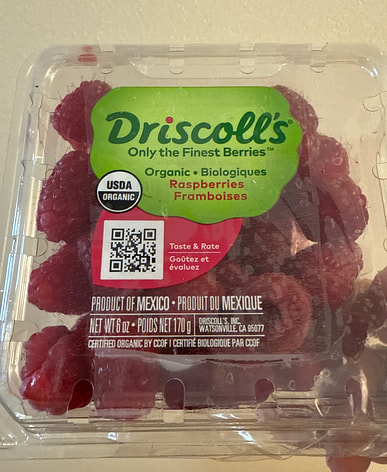 Driscoll's®
Only the Finest Berries™
Organic • Biologiques
Raspberries
Framboises
USDA
ORGANIC
Taste & Rate
Goûtez et
évaluez
PRODUCT OF MEXICO • PRODUIT DU MEXIQUE
NET WT 6 oz • POIDS NET 170 g
DRISCOLL'S, INC.
WATSONVILLE, CA 95077
CERTIFIED ORGANIC BY CCOF | CERTIFIÉ BIOLOGIQUE PAR CCOF